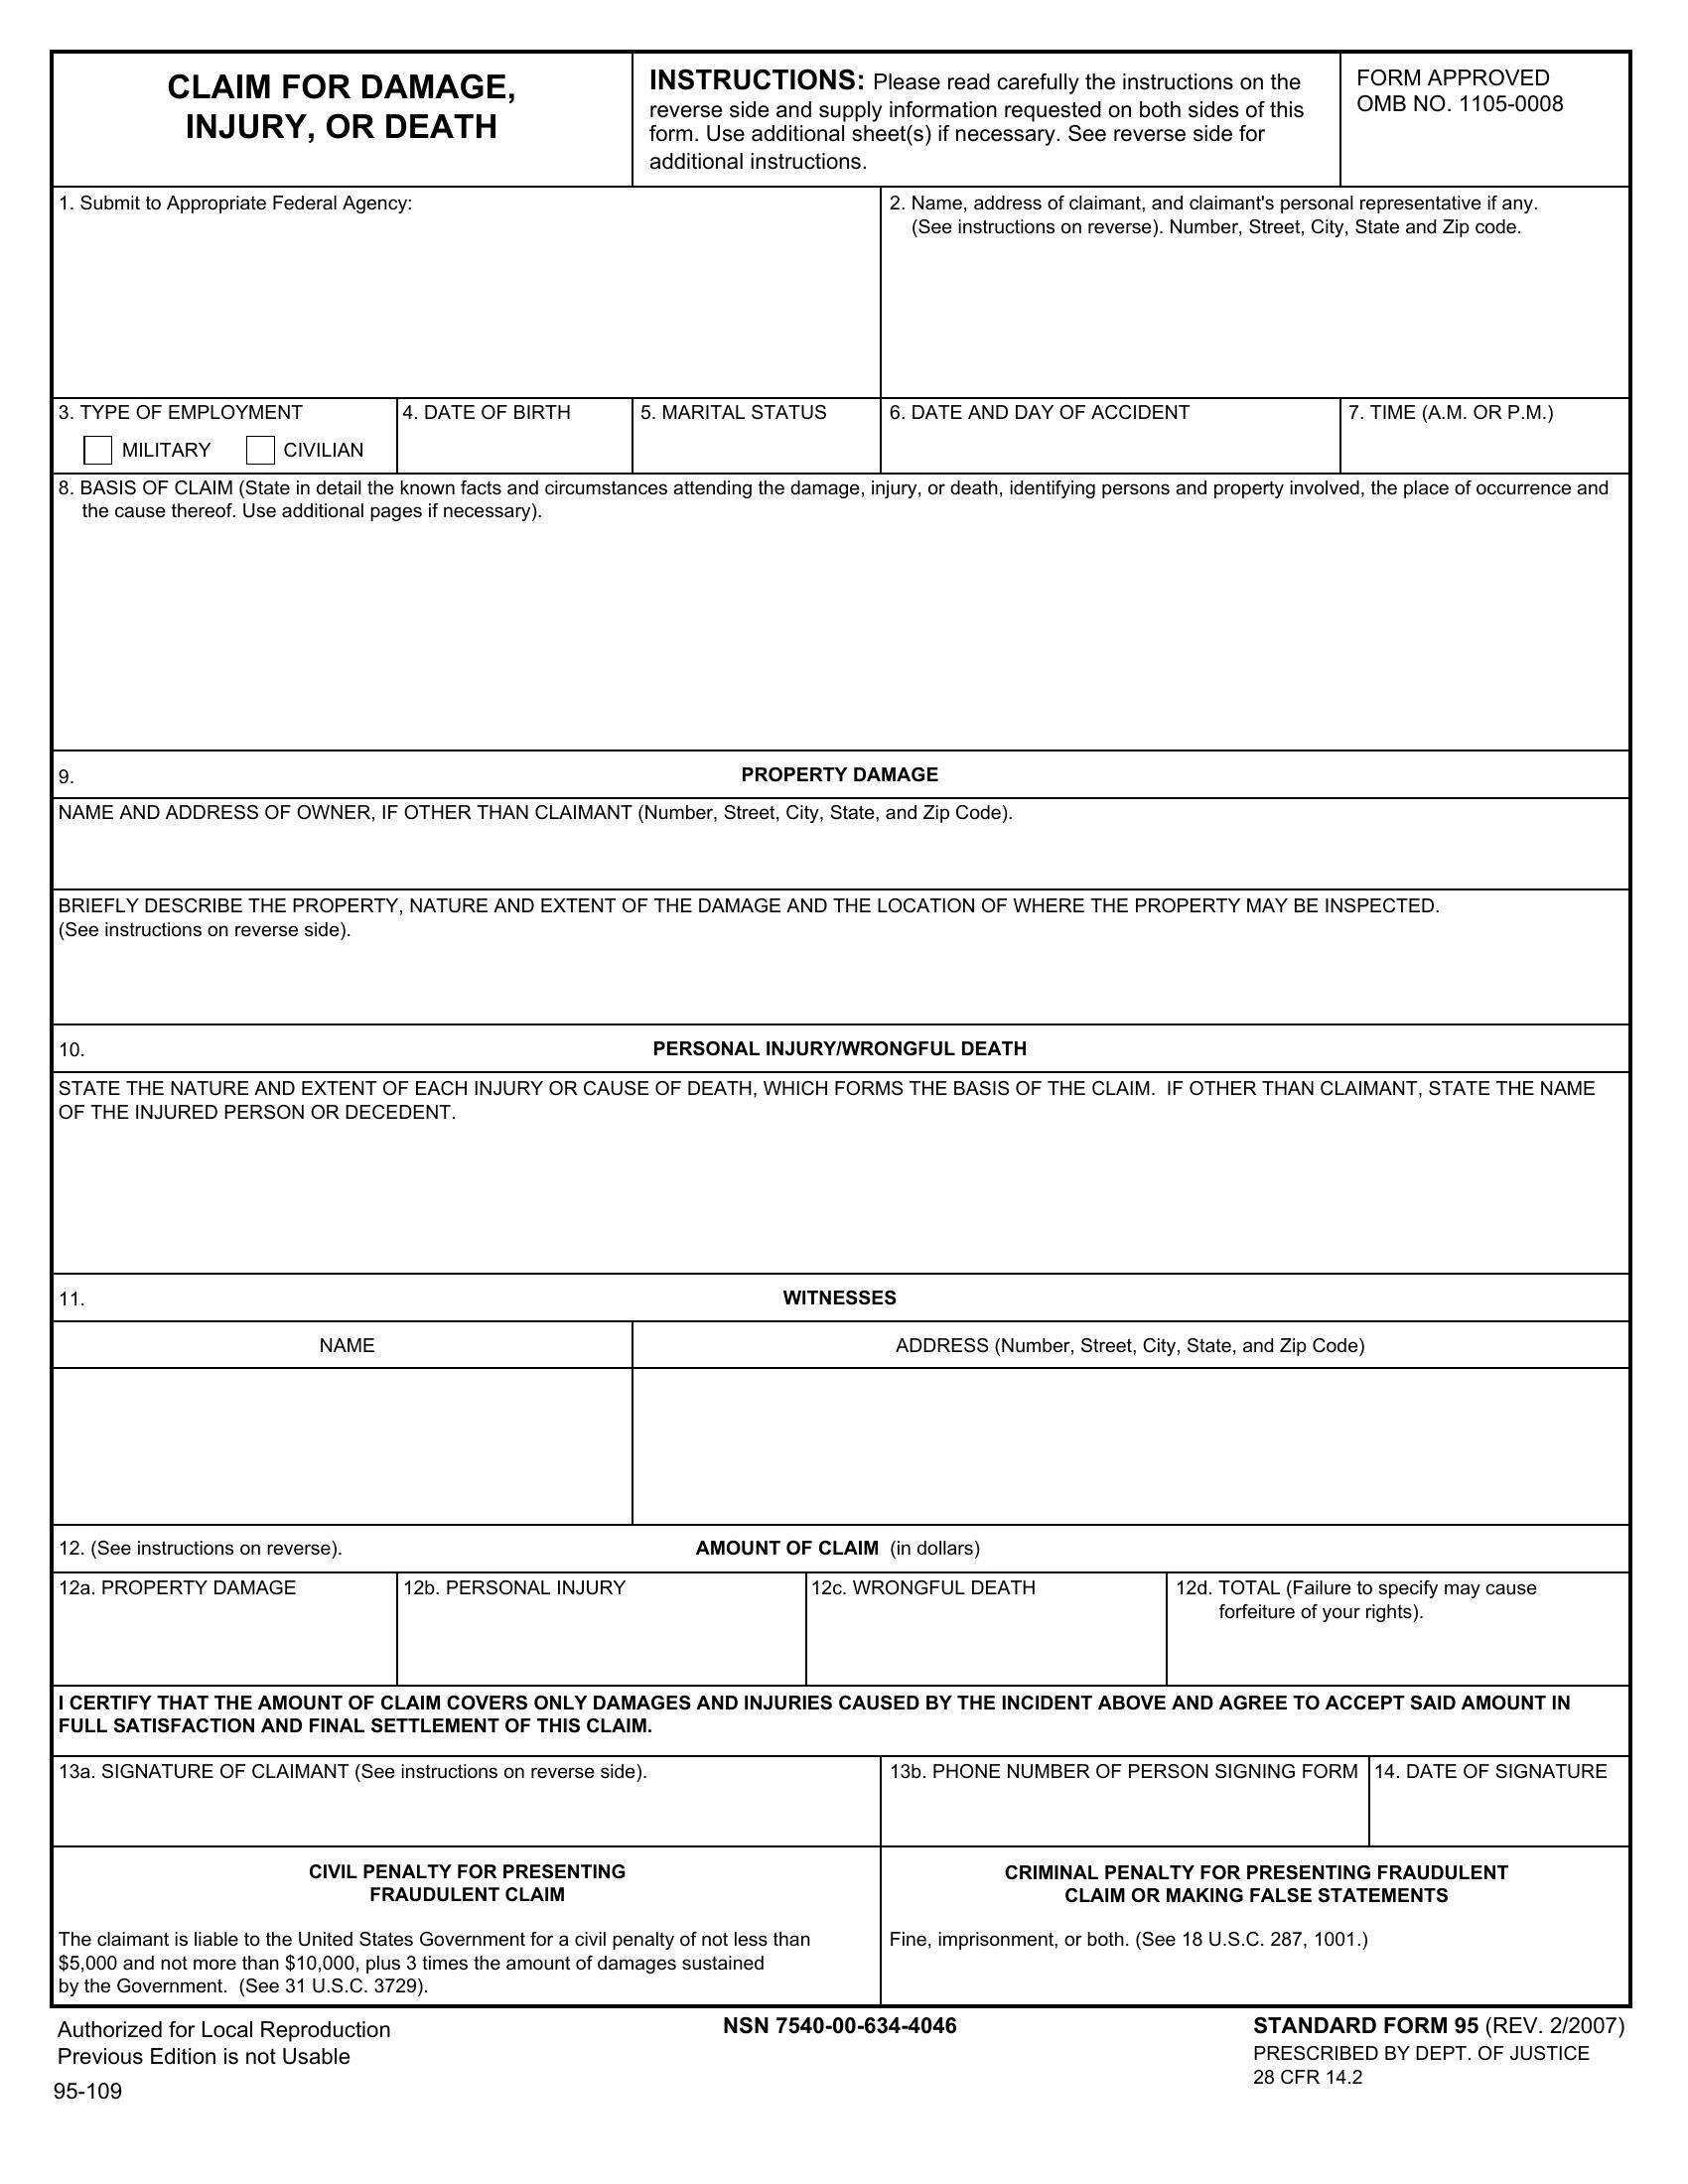 CLAIM FOR DAMAGE,
INJURY, OR DEATH
INSTRUCTIONS: Please read carefully the instructions on the
reverse side and supply information requested on both sides of this
form. Use additional sheet(s) if necessary. See reverse side for
additional instructions.
FORM APPROVED
OMB NO. 1105-0008
1. Submit to Appropriate Federal Agency:
2. Name, address of claimant, and claimant's personal representative if any.
(See instructions on reverse). Number, Street, City, State and Zip code.
3. TYPE OF EMPLOYMENT
MILITARY CIVILIAN
4. DATE OF BIRTH
5. MARITAL STATUS
6. DATE AND DAY OF ACCIDENT
7. TIME (A.M. OR P.M.)
8. BASIS OF CLAIM (State in detail the known facts and circumstances attending the damage, injury, or death, identifying persons and property involved, the place of occurrence and
the cause thereof. Use additional pages if necessary).
9. PROPERTY DAMAGE
NAME AND ADDRESS OF OWNER, IF OTHER THAN CLAIMANT (Number, Street, City, State, and Zip Code).
BRIEFLY DESCRIBE THE PROPERTY, NATURE AND EXTENT OF THE DAMAGE AND THE LOCATION OF WHERE THE PROPERTY MAY BE INSPECTED.
(See instructions on reverse side).
10. PERSONAL INJURY/WRONGFUL DEATH
STATE THE NATURE AND EXTENT OF EACH INJURY OR CAUSE OF DEATH, WHICH FORMS THE BASIS OF THE CLAIM. IF OTHER THAN CLAIMANT, STATE THE NAME
OF THE INJURED PERSON OR DECEDENT.
11. WITNESSES
NAME
ADDRESS (Number, Street, City, State, and Zip Code)
12. (See instructions on reverse). AMOUNT OF CLAIM (in dollars)
12a. PROPERTY DAMAGE
12b. PERSONAL INJURY
12c. WRONGFUL DEATH
12d. TOTAL (Failure to specify may cause
forfeiture of your rights).
I CERTIFY THAT THE AMOUNT OF CLAIM COVERS ONLY DAMAGES AND INJURIES CAUSED BY THE INCIDENT ABOVE AND AGREE TO ACCEPT SAID AMOUNT IN
FULL SATISFACTION AND FINAL SETTLEMENT OF THIS CLAIM.
13a. SIGNATURE OF CLAIMANT (See instructions on reverse side).
13b. PHONE NUMBER OF PERSON SIGNING FORM
14. DATE OF SIGNATURE
CIVIL PENALTY FOR PRESENTING
FRAUDULENT CLAIM
The claimant is liable to the United States Government for a civil penalty of not less than
$5,000 and not more than $10,000, plus 3 times the amount of damages sustained
by the Government. (See 31 U.S.C. 3729).
CRIMINAL PENALTY FOR PRESENTING FRAUDULENT
CLAIM OR MAKING FALSE STATEMENTS
Fine, imprisonment, or both. (See 18 U.S.C. 287, 1001.)
Authorized for Local Reproduction
Previous Edition is not Usable
95-109
NSN 7540-00-634-4046
STANDARD FORM 95 (REV. 2/2007)
PRESCRIBED BY DEPT. OF JUSTICE
28 CFR 14.2